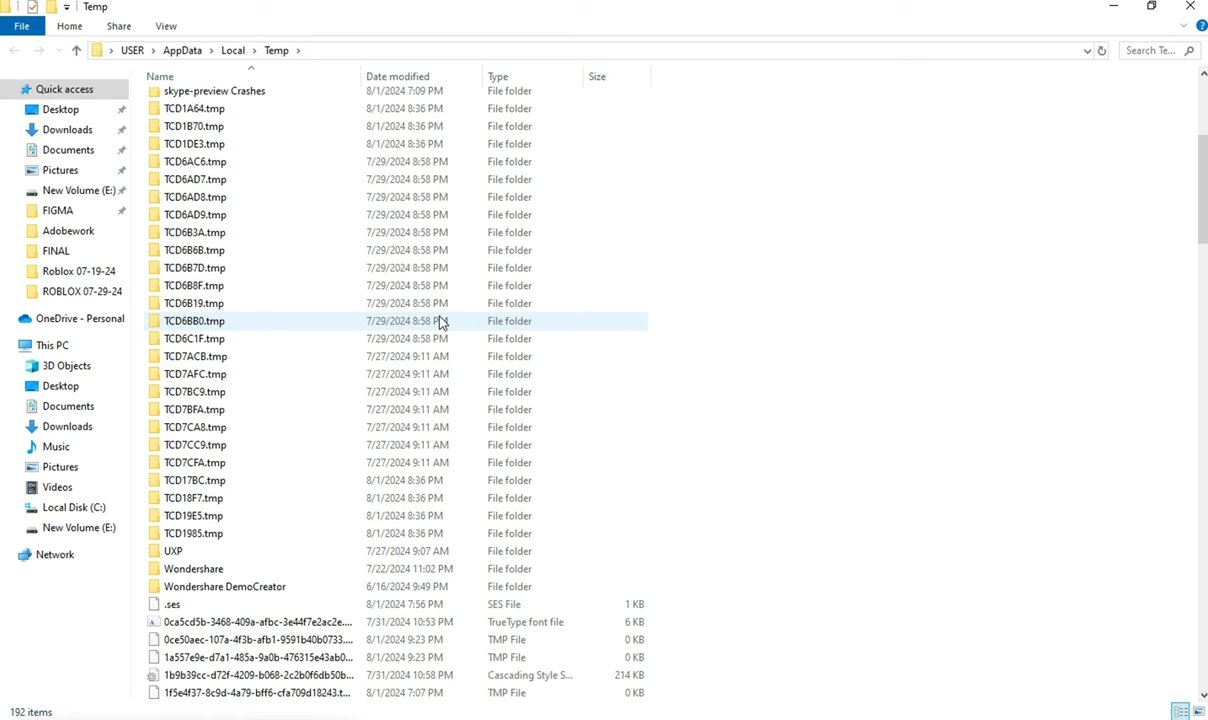 Temp
File Home Share View
USER > AppData > Local > Temp >
Search Te...
Name Date modified Type Size
Quick access
Desktop
Downloads
Documents
Pictures
New Volume (E:)
FIGMA
Adobework
FINAL
Roblox 07-19-24
ROBLOX 07-29-24
OneDrive - Personal
This PC
3D Objects
Desktop
Documents
Downloads
Music
Pictures
Videos
Local Disk (C:)
New Volume (E:)
Network
skype-preview Crashes 8/1/2024 7:09 PM File folder
TCD1A64.tmp 8/1/2024 8:36 PM File folder
TCD1B70.tmp 8/1/2024 8:36 PM File folder
TCD1DE3.tmp 8/1/2024 8:36 PM File folder
TCD6AC6.tmp 7/29/2024 8:58 PM File folder
TCD6AD7.tmp 7/29/2024 8:58 PM File folder
TCD6AD8.tmp 7/29/2024 8:58 PM File folder
TCD6AD9.tmp 7/29/2024 8:58 PM File folder
TCD6B3A.tmp 7/29/2024 8:58 PM File folder
TCD6B6B.tmp 7/29/2024 8:58 PM File folder
TCD6B7D.tmp 7/29/2024 8:58 PM File folder
TCD6B8F.tmp 7/29/2024 8:58 PM File folder
TCD6B19.tmp 7/29/2024 8:58 PM File folder
TCD6BB0.tmp 7/29/2024 8:58 PM File folder
TCD6C1F.tmp 7/29/2024 8:58 PM File folder
TCD7ACB.tmp 7/27/2024 9:11 AM File folder
TCD7AFC.tmp 7/27/2024 9:11 AM File folder
TCD7BC9.tmp 7/27/2024 9:11 AM File folder
TCD7BFA.tmp 7/27/2024 9:11 AM File folder
TCD7CA8.tmp 7/27/2024 9:11 AM File folder
TCD7CC9.tmp 7/27/2024 9:11 AM File folder
TCD7CFA.tmp 7/27/2024 9:11 AM File folder
TCD17BC.tmp 8/1/2024 8:36 PM File folder
TCD18F7.tmp 8/1/2024 8:36 PM File folder
TCD19E5.tmp 8/1/2024 8:36 PM File folder
TCD1985.tmp 8/1/2024 8:36 PM File folder
UXP 7/27/2024 9:07 AM File folder
Wondershare 7/22/2024 11:02 PM File folder
Wondershare DemoCreator 6/16/2024 9:49 PM File folder
.ses 8/1/2024 7:56 PM SES File 1 KB
0ca5cd5b-3468-409a-afbc-3e44f7e2ac2e.... 7/31/2024 10:53 PM TrueType font file 6 KB
0ce50aec-107a-4f3b-afb1-9591b40b0733.... 8/1/2024 9:23 PM TMP File 0 KB
1a557e9e-d7a1-485a-9a0b-476315e43ab0... 8/1/2024 9:23 PM TMP File 0 KB
1b9b39cc-d72f-4209-b068-2c2b0f6db50b... 7/31/2024 10:58 PM Cascading Style S... 214 KB
1f5e4f37-8c9d-4a79-bff6-cfa709d18243.t... 8/1/2024 7:07 PM TMP File 0 KB
192 items